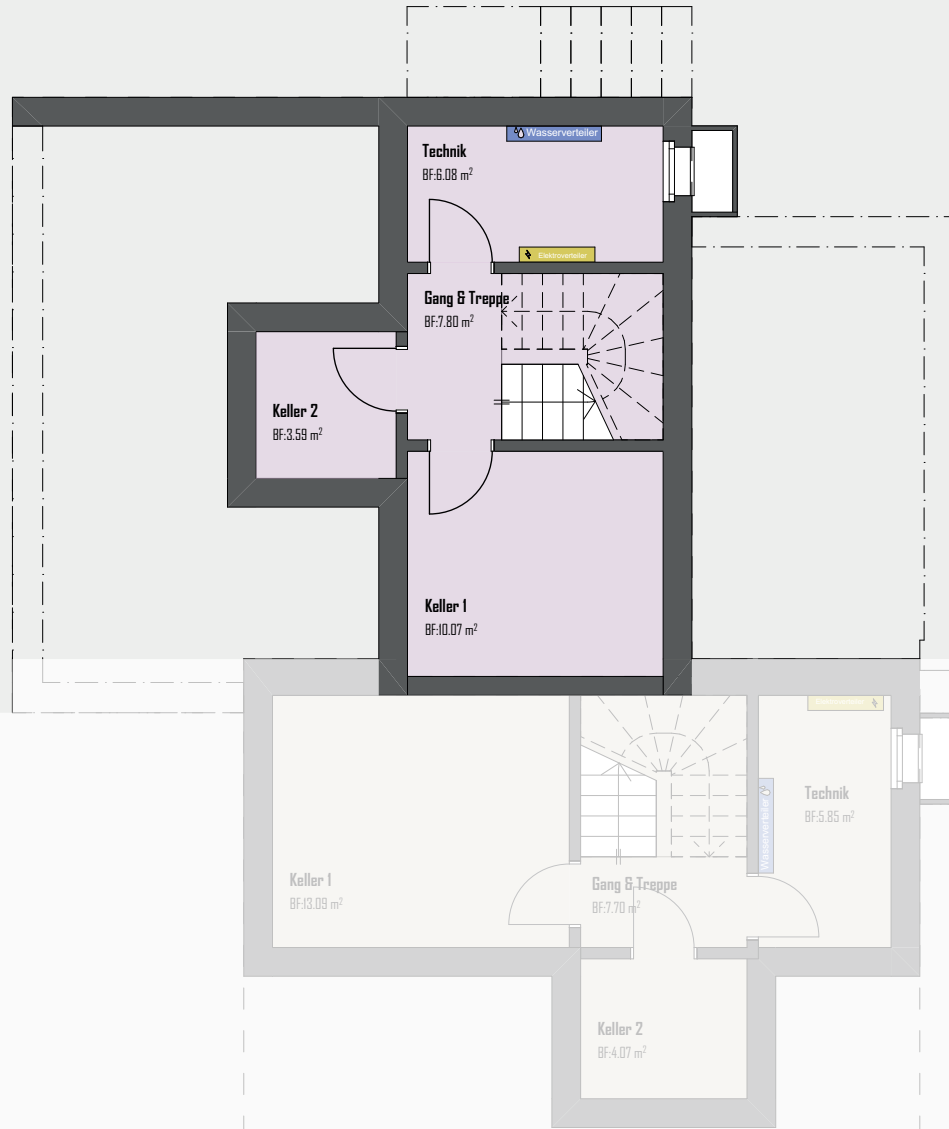 Wasserverteiler
Technik
BF:6.08 m²
Elektroverteiler
Gang & Treppe
BF:7.80 m²
Keller 2
BF:3.59 m²
Keller 1
BF:10.07 m²
Elektroverteiler
Technik
BF:5.85 m²
Wasserverteiler
Keller 1
BF:13.09 m²
Gang & Treppe
BF:7.70 m²
Keller 2
BF:4.07 m²